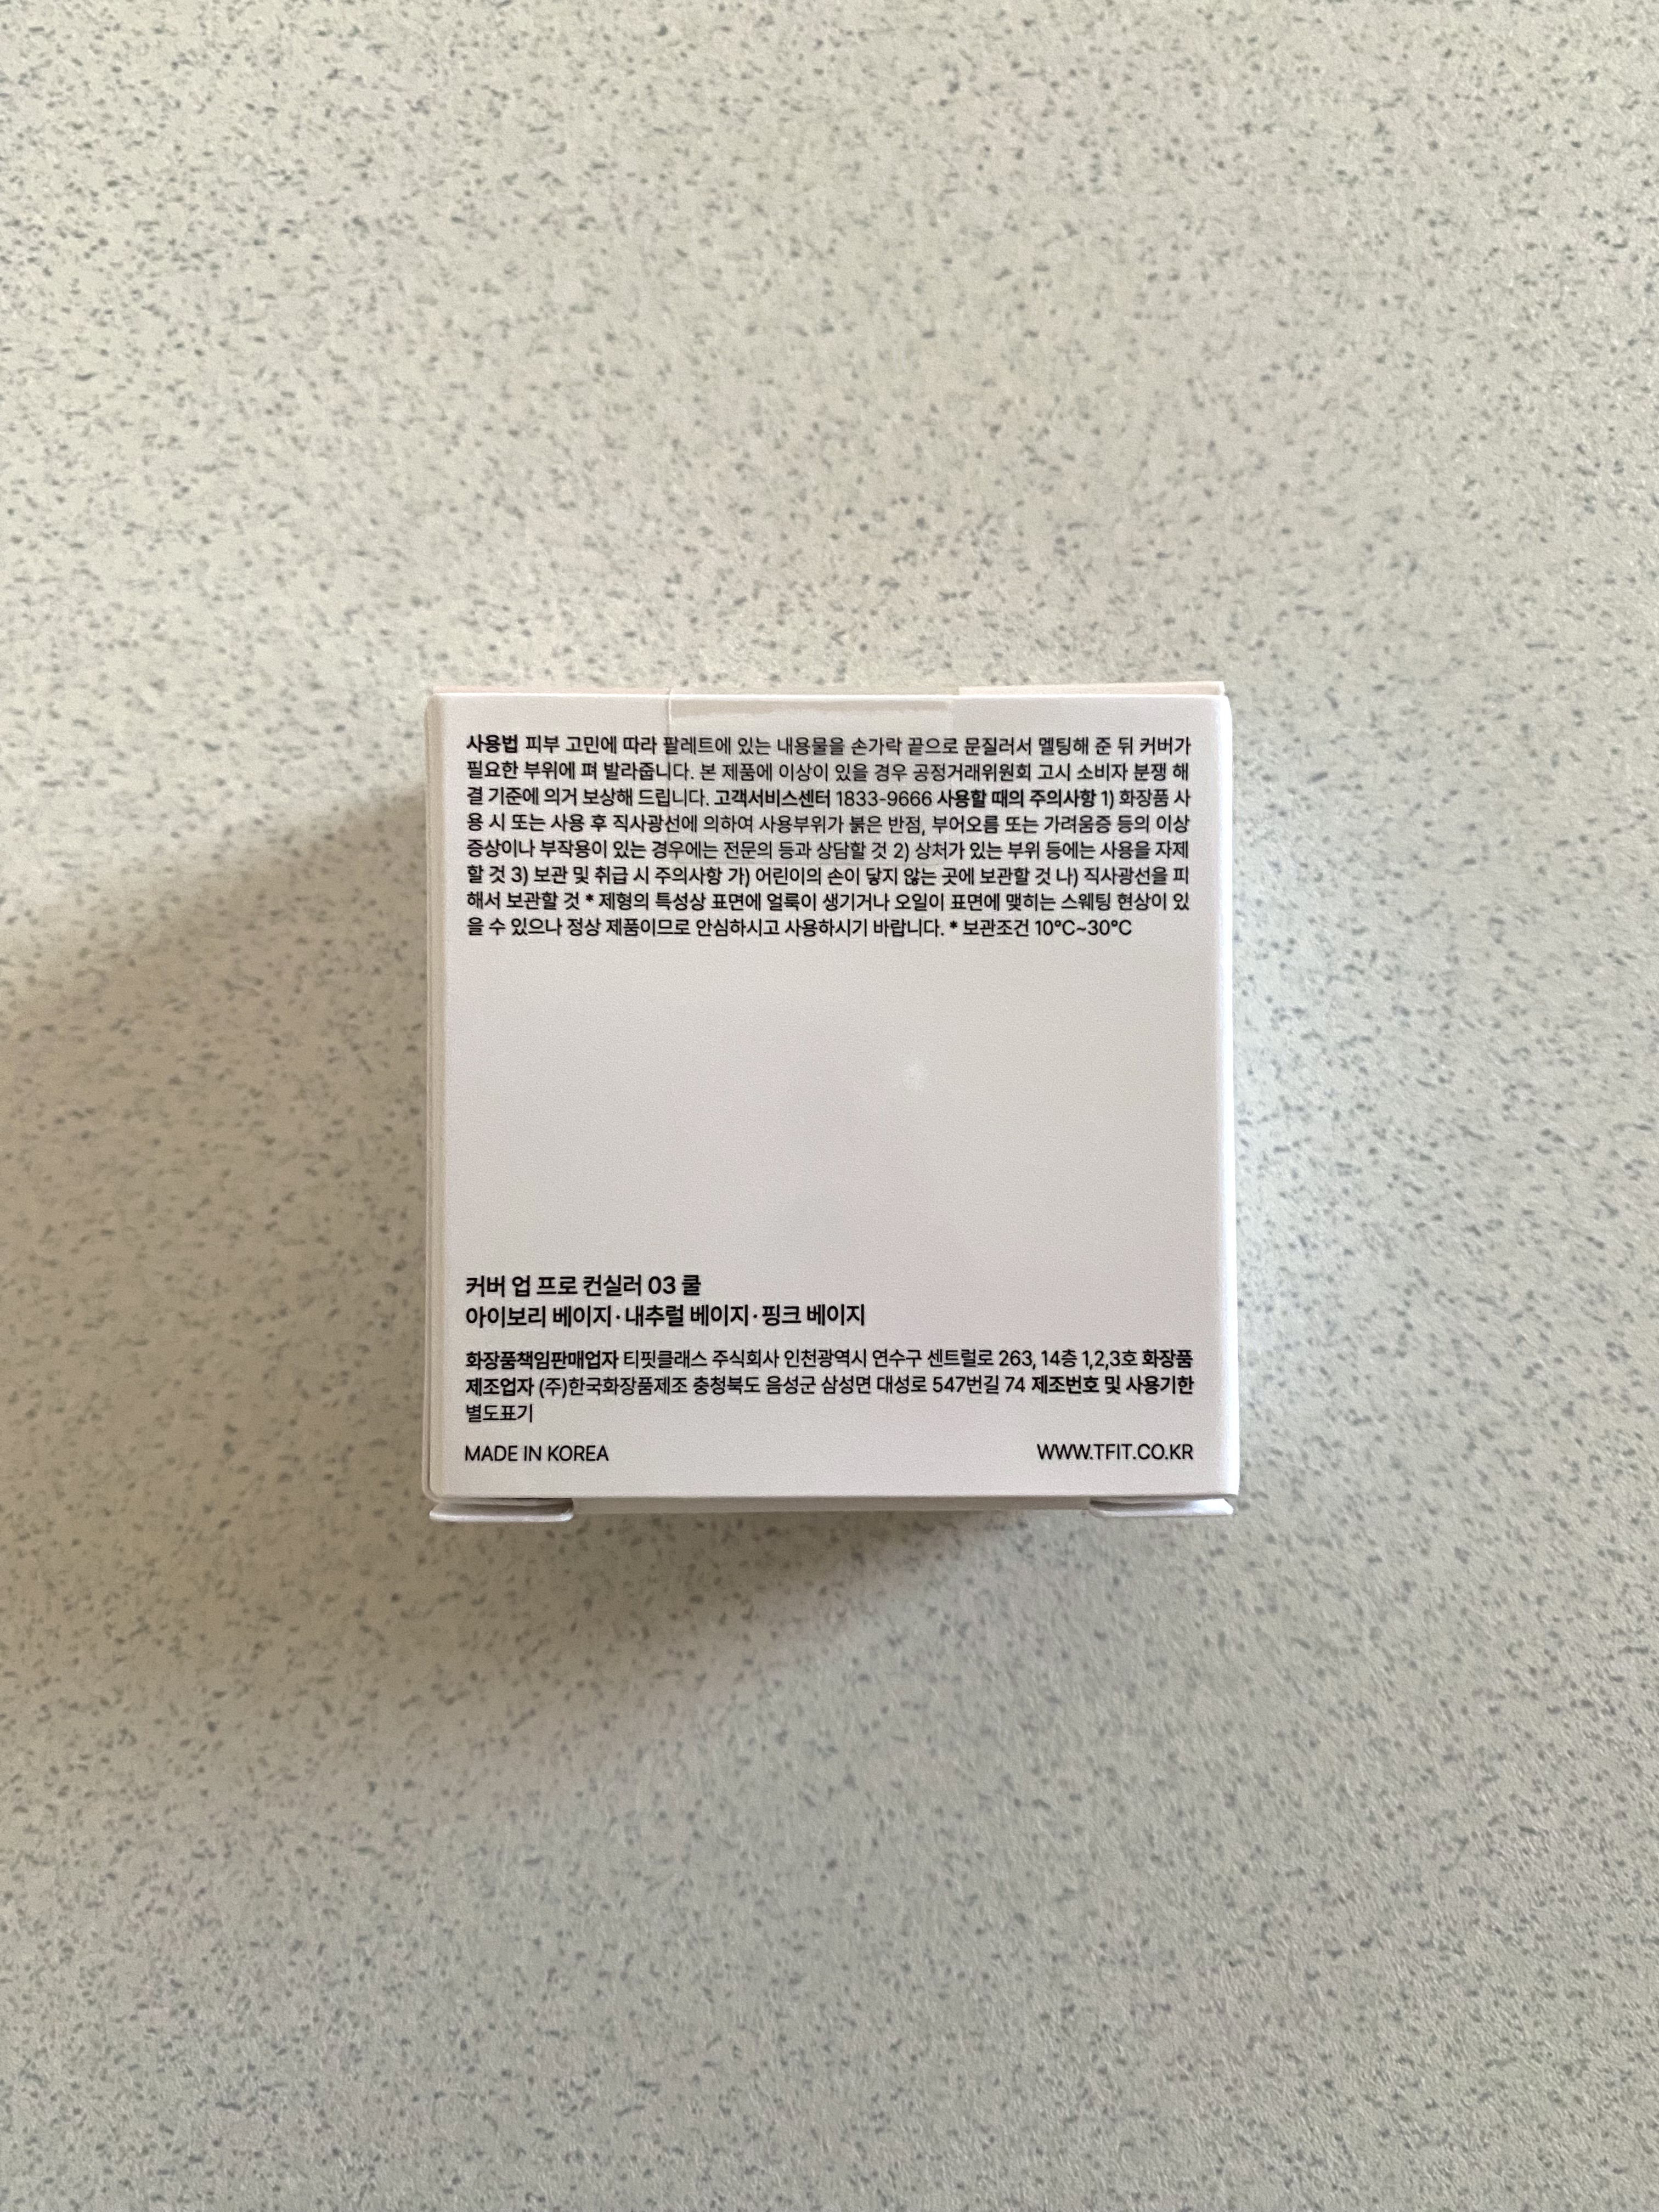 사용법 피부 고민에 따라 팔레트에 있는 내용물을 손가락 끝으로 문질러서 멜팅해 준 뒤 커버가
필요한 부위에 펴 발라줍니다. 본 제품에 이상이 있을 경우 공정거래위원회 고시 소비자 분쟁 해
결 기준에 의거 보상해 드립니다. 고객서비스센터 1833-9666 사용할 때의 주의사항 1) 화장품 사
용 시 또는 사용 후 직사광선에 의하여 사용부위가 붉은 반점, 부어오름 또는 가려움증 등의 이상
증상이나 부작용이 있는 경우에는 전문의 등과 상담할 것 2) 상처가 있는 부위 등에는 사용을 자제
할 것 3) 보관 및 취급 시 주의사항 가) 어린이의 손이 닿지 않는 곳에 보관할 것 나) 직사광선을 피
해서 보관할 것 * 제형의 특성상 표면에 얼룩이 생기거나 오일이 표면에 맺히는 스웨팅 현상이 있
을 수 있으나 정상 제품이므로 안심하시고 사용하시기 바랍니다. * 보관조건 10℃~30℃
커버 업 프로 컨실러 03 쿨
아이보리 베이지·내추럴 베이지·핑크 베이지
화장품책임판매업자 티핏클래스 주식회사 인천광역시 연수구 센트럴로 263, 14층 1,2,3호 화장품
제조업자 (주)한국화장품제조 충청북도 음성군 삼성면 대성로 547번길 74 제조번호 및 사용기한
별도표기
MADE IN KOREA
WWW.TFIT.CO.KR